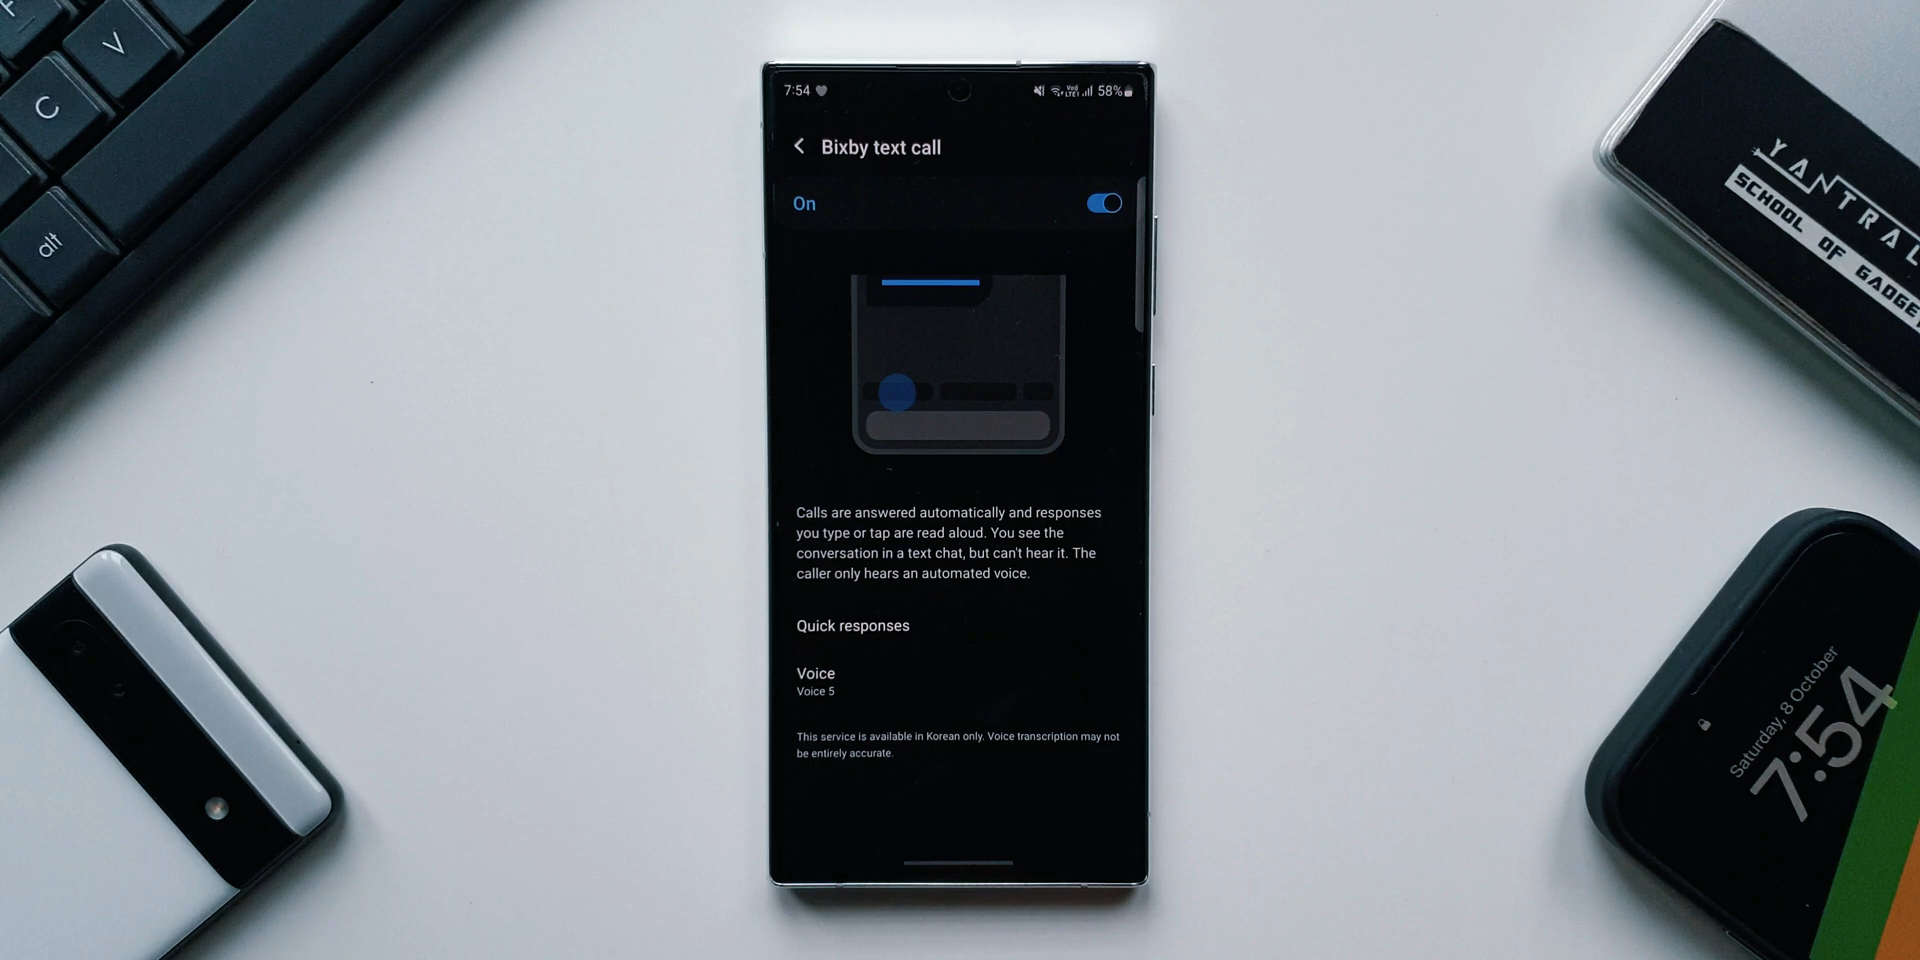 F
V
C
alt
7:54
58%
Bixby text call
On
Calls are answered automatically and responses
you type or tap are read aloud. You see the
conversation in a text chat, but can't hear it. The
caller only hears an automated voice.
Quick responses
Voice
Voice 5
This service is available in Korean only. Voice transcription may not
be entirely accurate.
YANTRAL
SCHOOL OF GADGE
Saturday, 8 October
7:54